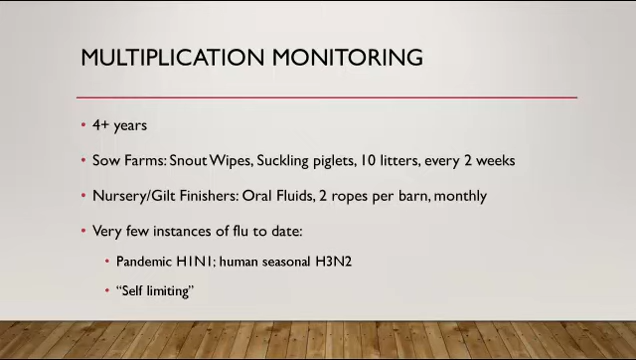 MULTIPLICATION MONITORING
• 4+ years
• Sow Farms: Snout Wipes, Suckling piglets, 10 litters, every 2 weeks
• Nursery/Gilt Finishers: Oral Fluids, 2 ropes per barn, monthly
• Very few instances of flu to date:
• Pandemic H1N1; human seasonal H3N2
• “Self limiting”